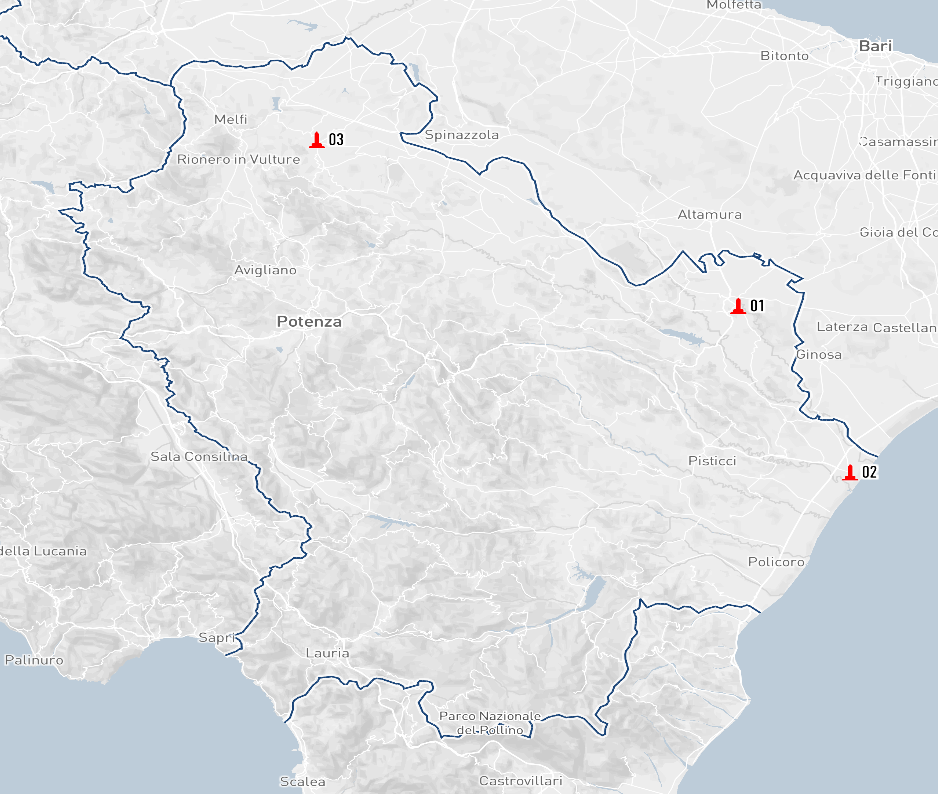 Molfetta
Bari
Bitonto
Triggiano
Melfi
03
Spinazzola
Casamassir
Rionero in Vulture
Acquaviva delle Fonti
Altamura
Gioia del Co
Avigliano
01
Potenza
Laterza
Castellan
Ginosa
Sala Consilina
Pisticci
02
della Lucania
Policoro
Sapri
Lauria
Palinuro
Parco Nazionale
del Pollino
Scalea
Castrovillari